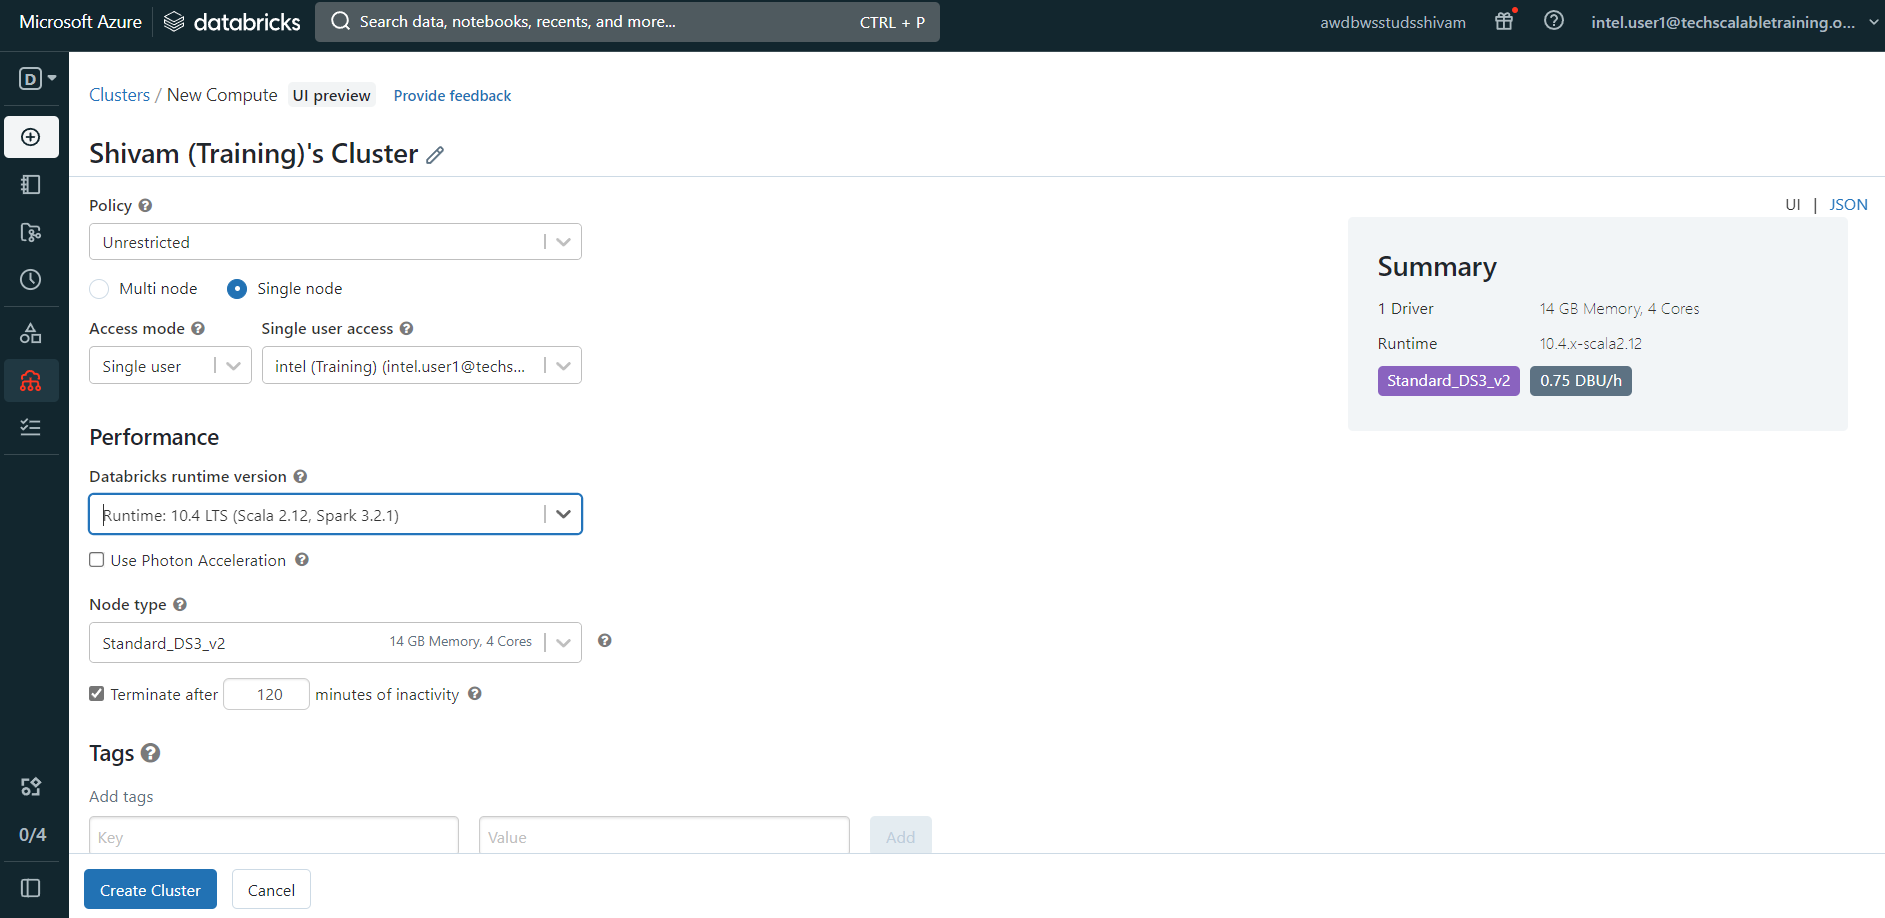 Microsoft Azure databricks Search data, notebooks, recents, and more... CTRL + P awdbwsstudsshivam intel.user1@techscalabletraining.o...
D
Clusters / New Compute UI preview Provide feedback
Shivam (Training)'s Cluster
UI | JSON
Policy
Unrestricted
Multi node Single node
Access mode Single user access
Single user intel (Training) (intel.user1@techs...
Performance
Databricks runtime version
Runtime: 10.4 LTS (Scala 2.12, Spark 3.2.1)
Use Photon Acceleration
Node type
Standard_DS3_v2 14 GB Memory, 4 Cores
Terminate after 120 minutes of inactivity
Tags
Add tags
Key Value Add
Create Cluster Cancel
Summary
1 Driver 14 GB Memory, 4 Cores
Runtime 10.4.x-scala2.12
Standard_DS3_v2 0.75 DBU/h
0/4